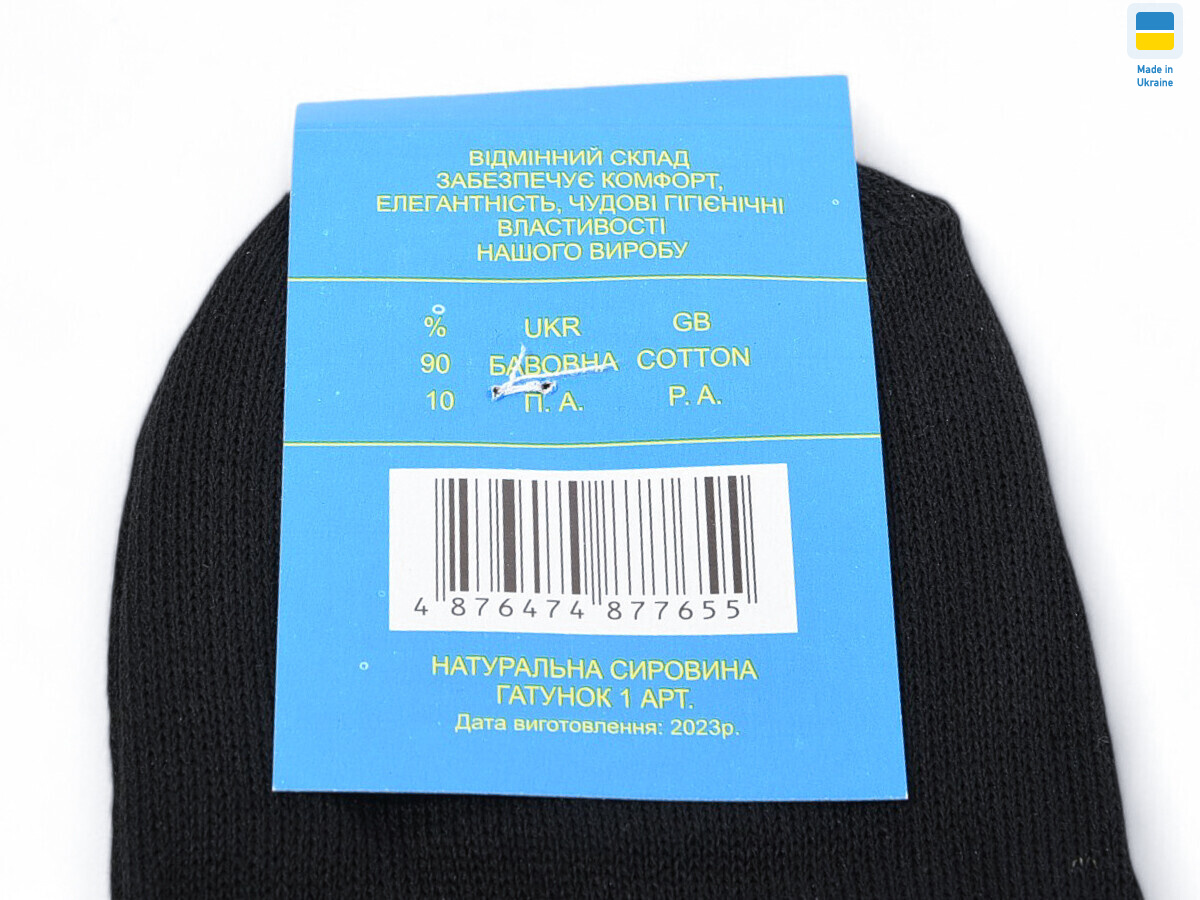 Made in
Ukraine
ВІДМІННИЙ СКЛАД
ЗАБЕЗПЕЧУЄ КОМФОРТ,
ЕЛЕГАНТНІСТЬ, ЧУДОВІ ГІГІЄНІЧНІ
ВЛАСТИВОСТІ
НАШОГО ВИРОБУ
% UKR GB
90 БАВОВНА COTTON
10 П. А. P. A.
4 876474 877655
НАТУРАЛЬНА СИРОВИНА
ГАТУНОК 1 АРТ.
Дата виготовлення: 2023р.